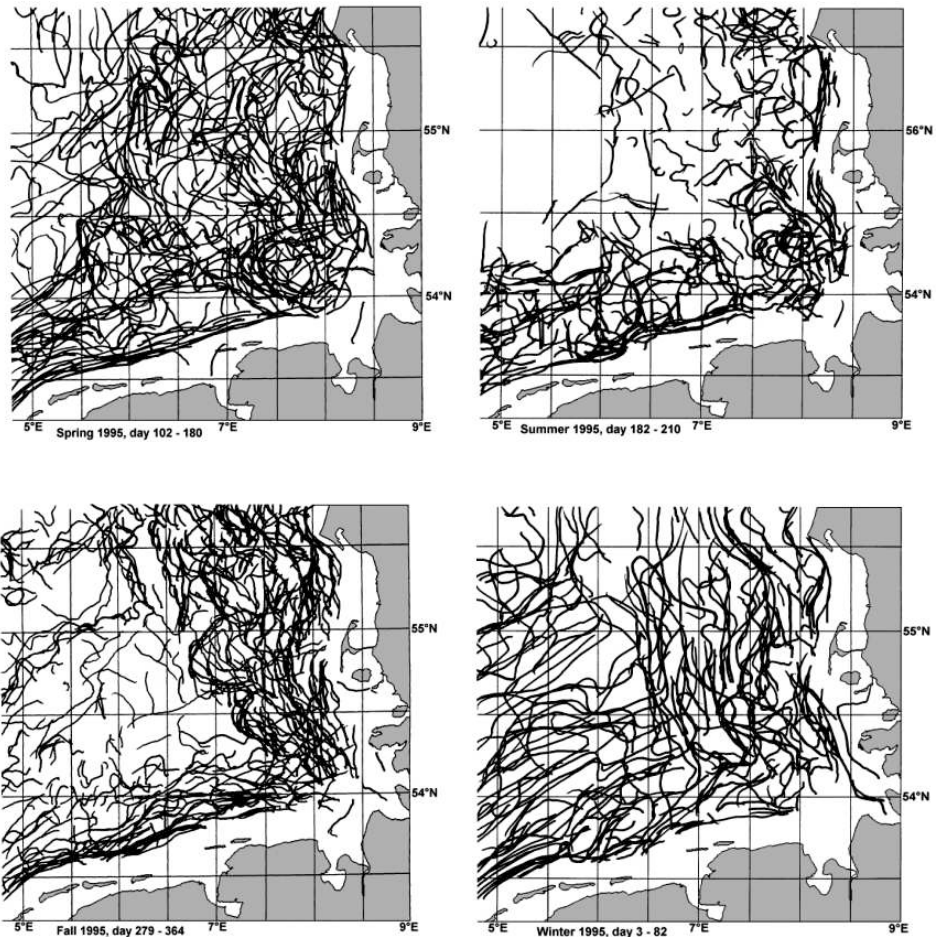 55°N
54°N
5°E 7°E 9°E
Spring 1995, day 102 - 180
56°N
54°N
5°E 7°E 9°E
Summer 1995, day 182 - 210
55°N
54°N
5°E 7°E 9°E
Fall 1995, day 279 - 364
55°N
54°N
5°E 7°E 9°E
Winter 1995, day 3 - 82